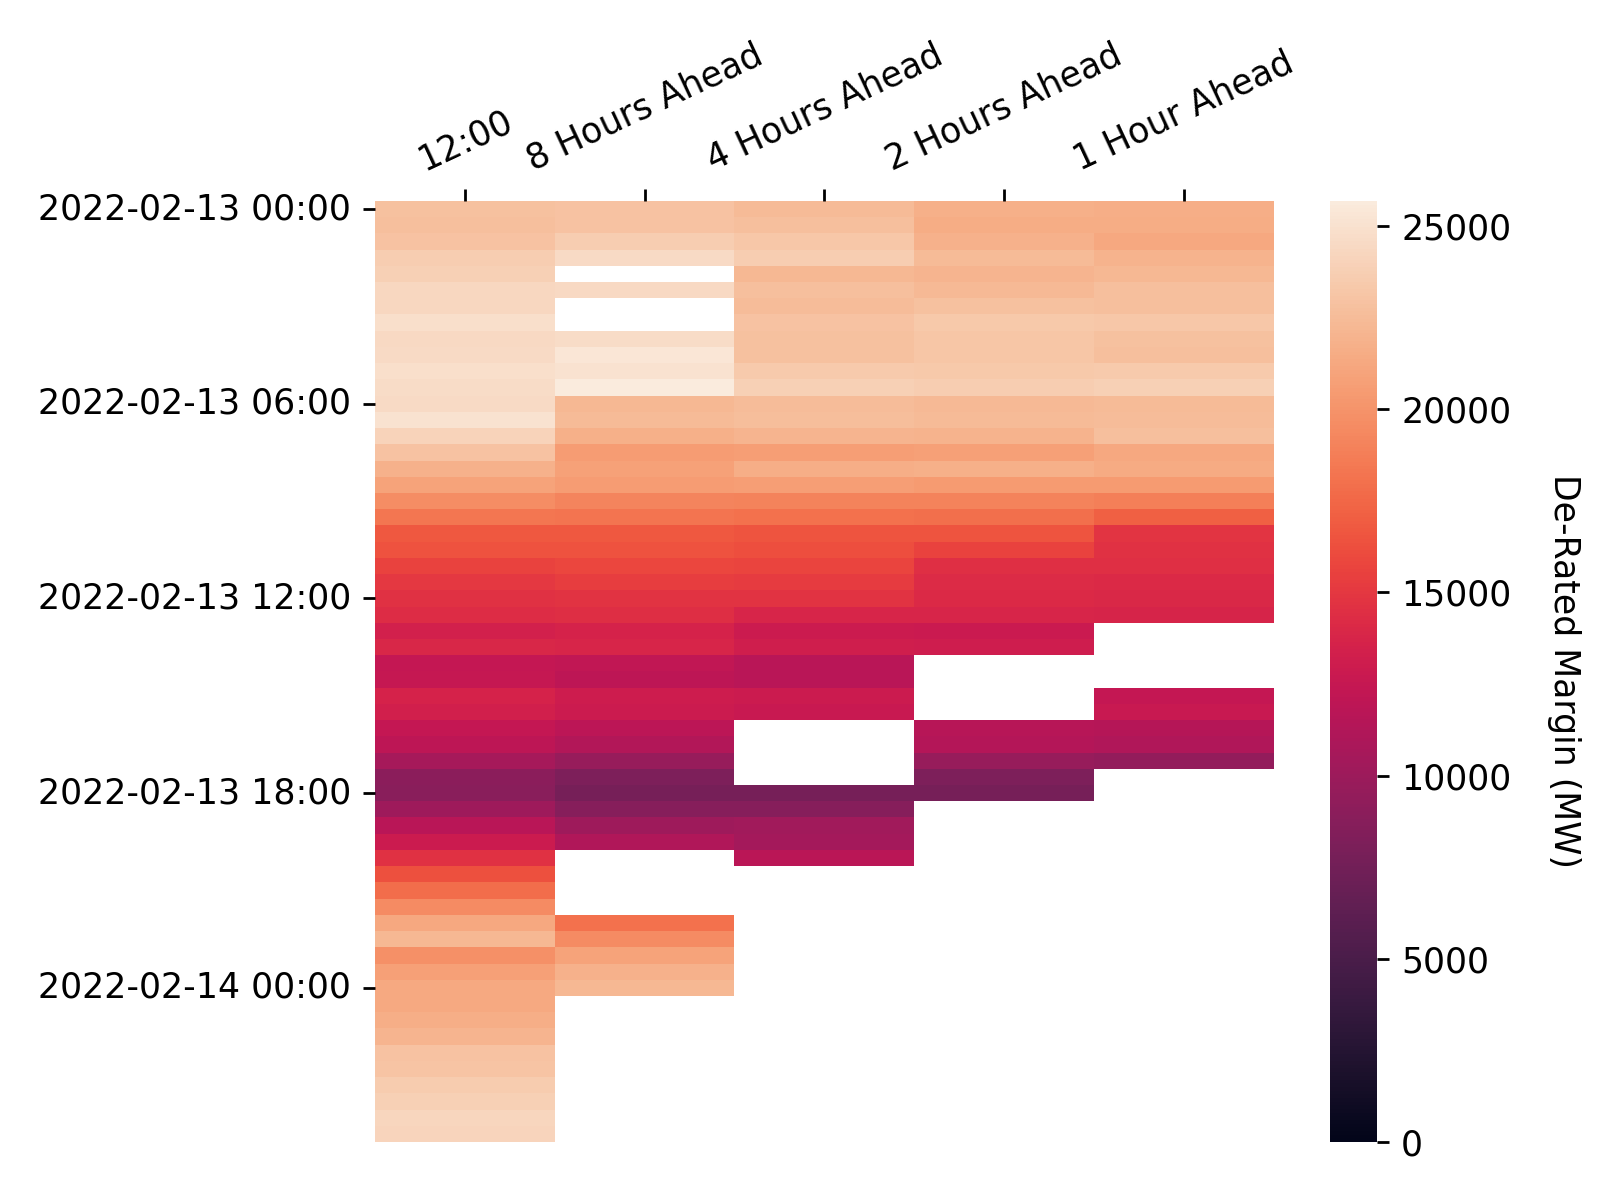 12:00
8 Hours Ahead
4 Hours Ahead
2 Hours Ahead
1 Hour Ahead
2022-02-13 00:00
2022-02-13 06:00
2022-02-13 12:00
2022-02-13 18:00
2022-02-14 00:00
25000
20000
15000
10000
5000
0
De-Rated Margin (MW)